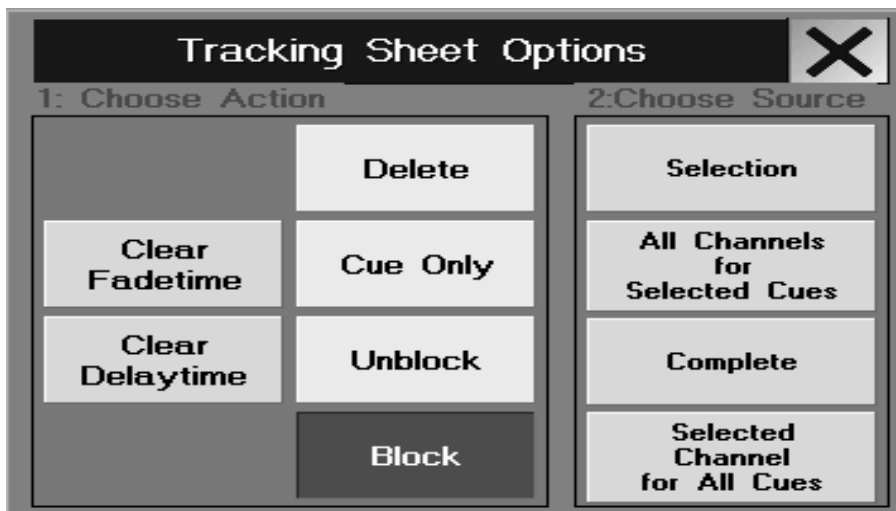 Tracking Sheet Options
1: Choose Action
2:Choose Source
Delete
Clear
Fadetime
Cue Only
Clear
Delaytime
Unblock
Block
Selection
All Channels
for
Selected Cues
Complete
Selected
Channel
for All Cues